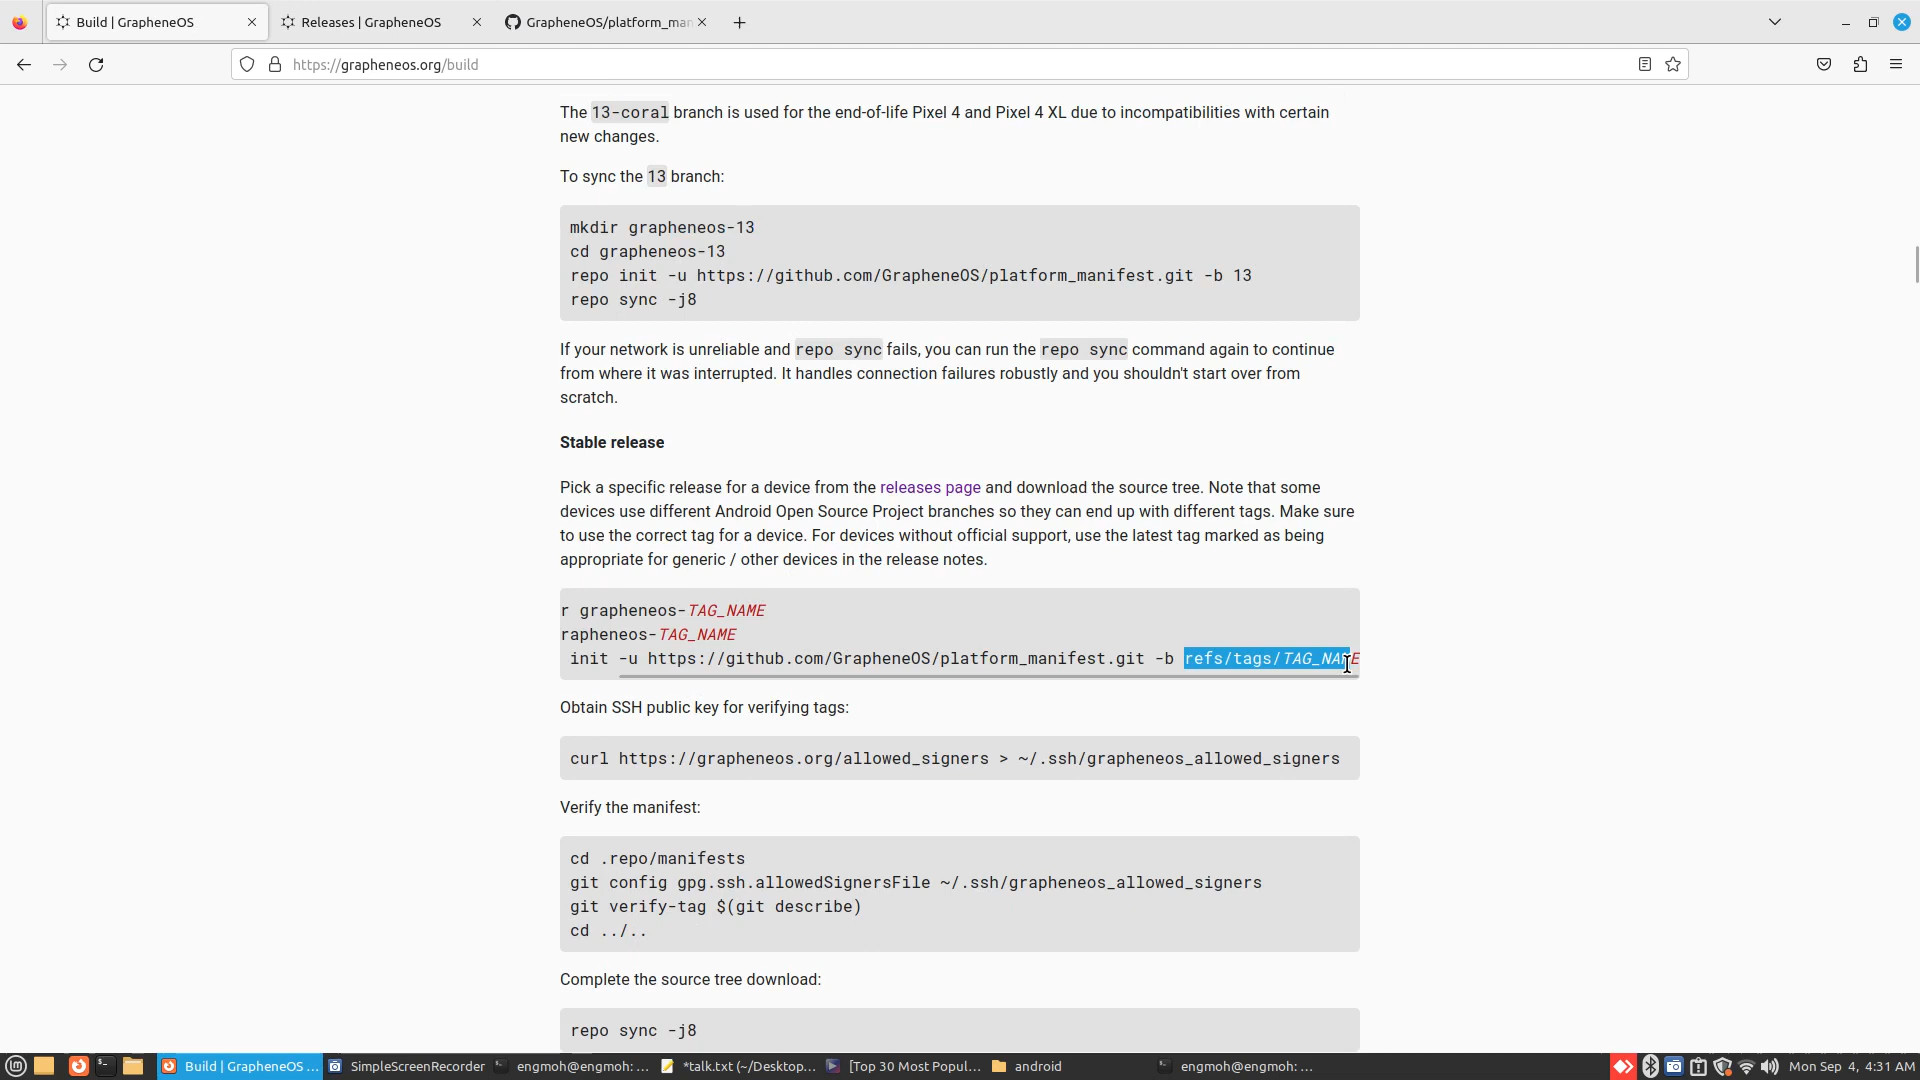 Build | GrapheneOS
Releases | GrapheneOS
GrapheneOS/platform_man
https://grapheneos.org/build
The 13-coral branch is used for the end-of-life Pixel 4 and Pixel 4 XL due to incompatibilities with certain
new changes.
To sync the 13 branch:
mkdir grapheneos-13
cd grapheneos-13
repo init -u https://github.com/GrapheneOS/platform_manifest.git -b 13
repo sync -j8
If your network is unreliable and repo sync fails, you can run the repo sync command again to continue
from where it was interrupted. It handles connection failures robustly and you shouldn't start over from
scratch.
Stable release
Pick a specific release for a device from the releases page and download the source tree. Note that some
devices use different Android Open Source Project branches so they can end up with different tags. Make sure
to use the correct tag for a device. For devices without official support, use the latest tag marked as being
appropriate for generic / other devices in the release notes.
r grapheneos-TAG_NAME
rapheneos-TAG_NAME
init -u https://github.com/GrapheneOS/platform_manifest.git -b refs/tags/TAG_NAME
Obtain SSH public key for verifying tags:
curl https://grapheneos.org/allowed_signers > ~/.ssh/grapheneos_allowed_signers
Verify the manifest:
cd .repo/manifests
git config gpg.ssh.allowedSignersFile ~/.ssh/grapheneos_allowed_signers
git verify-tag $(git describe)
cd ../..
Complete the source tree download:
repo sync -j8
Build | GrapheneOS ...
SimpleScreenRecorder
engmoh@engmoh: ...
*talk.txt (~/Desktop...
[Top 30 Most Popul...
android
engmoh@engmoh: ...
Mon Sep 4, 4:31 AM